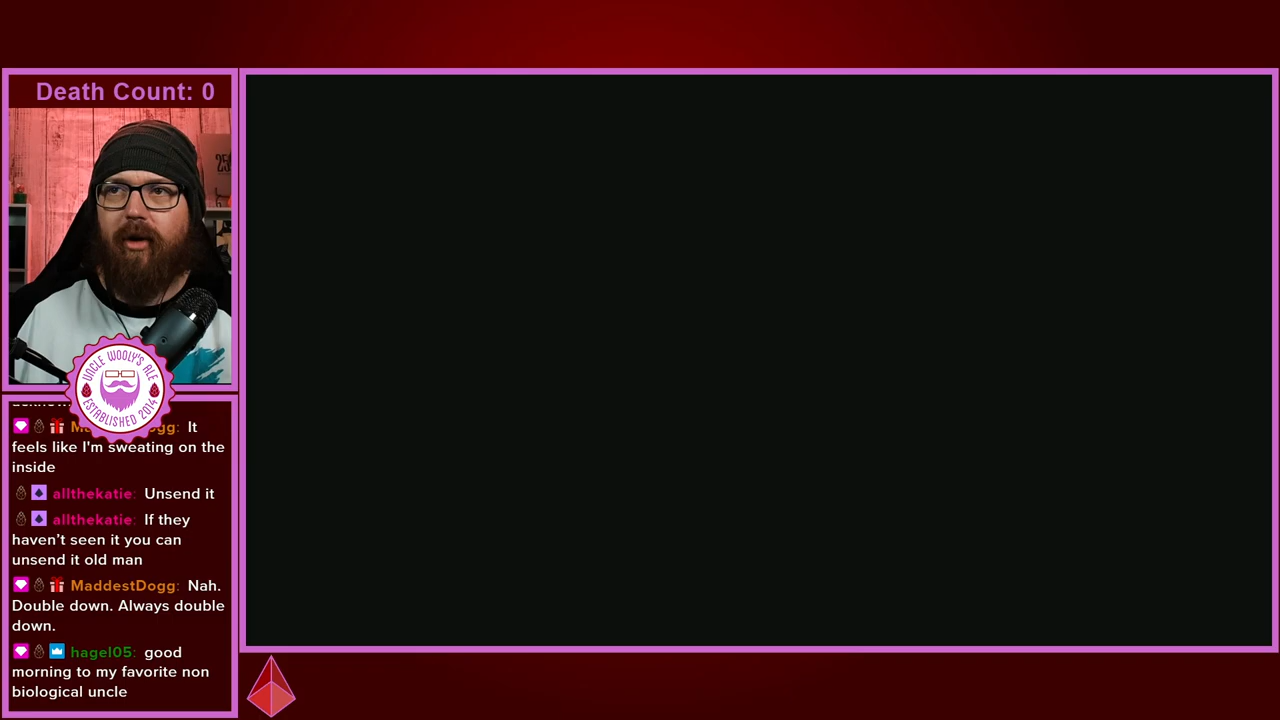 Death Count: 0
25
UNCLE WOOLY'S ALE
ESTABLISHED 2014
It
feels like I'm sweating on the
inside
allthekatie: Unsend it
allthekatie: If they
haven't seen it you can
unsend it old man
MaddestDogg: Nah.
Double down. Always double
down.
hagel05: good
morning to my favorite non
biological uncle